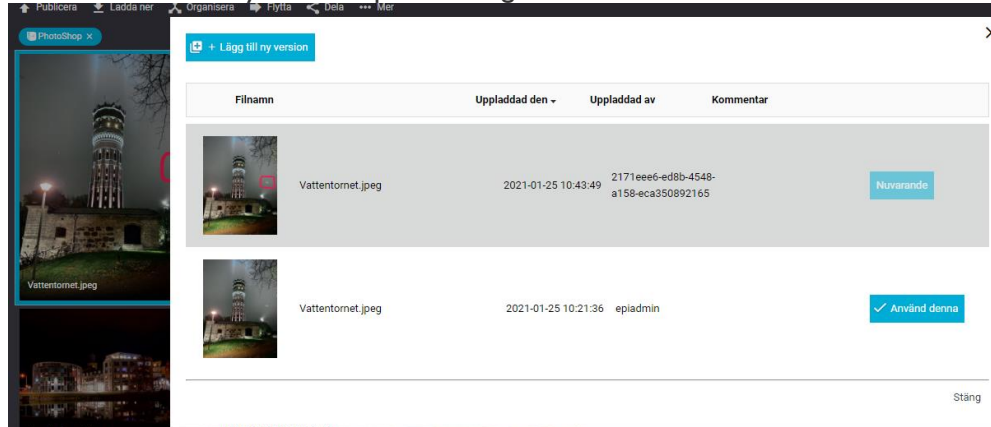 Publicera Ladda ner Organisera Flytta Dela ••• Mer
PhotoShop ×
+ Lägg till ny version
Filnamn Uppladdad den Uppladdad av Kommentar
Vattentornet.jpeg 2021-01-25 10:43:49 2171eee6-ed8b-4548-
a158-eca350892165 Nuvarande
Vattentornet.jpeg
Vattentornet.jpeg 2021-01-25 10:21:36 epiadmin Använd denna
Stäng